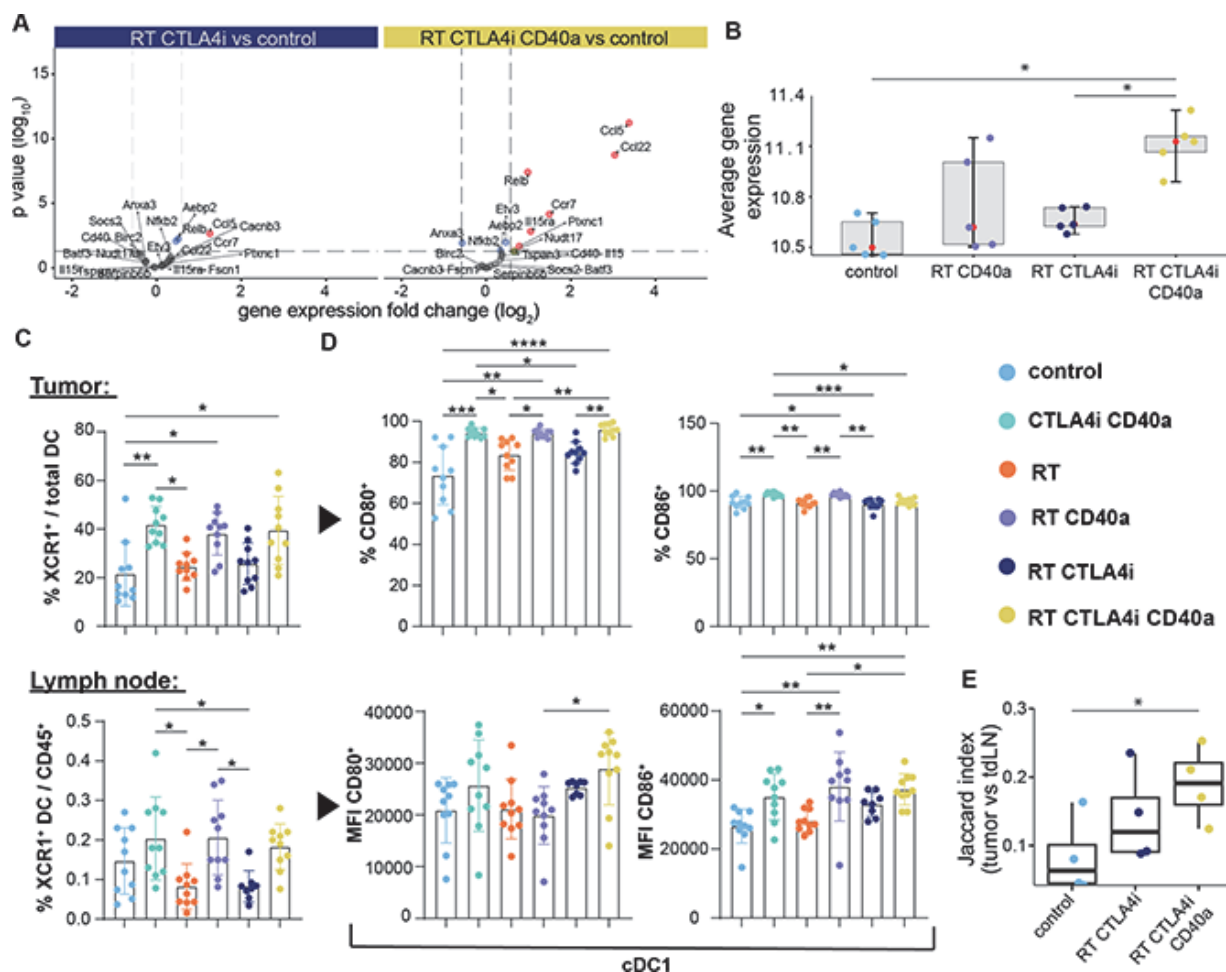 A
RT CTLA4i vs control
RT CTLA4i CD40a vs control
p value (log10)
15
10
5
0
Anxa3
Nfkb2
Aebp2
Socs2
Relb
Ccl5
Cacnb3
Cd40
Birc2
Ccl22
Ccr7
Batf3
Nudt17
Etv3
Ptxnc1
Il15
Tspan3
Serpinb6b
Il15ra
Fscn1
Ccl5
Ccl22
Relb
Ccr7
Etv3
Il15ra
Ptxnc1
Anxa3
Aebp2
Nudt17
Nfkb2
Birc2
Tspan3
Cd40
Il15
Cacnb3
Fscn1
Serpinb6b
Socs2
Batf3
-2 0 2 4
-2 0 2 4
gene expression fold change (log2)
B
Average gene expression
11.4
11.1
10.8
10.5
*
*
control
RT CD40a
RT CTLA4i
RT CTLA4i
CD40a
C
Tumor:
% XCR1+ / total DC
80
60
40
20
0
*
*
**
*
Lymph node:
% XCR1+ DC / CD45+
0.5
0.4
0.3
0.2
0.1
0.0
*
*
*
*
D
% CD80+
100
80
60
40
20
0
****
*
**
*
**
***
*
**
% CD86+
150
100
50
0
*
***
*
**
**
**
**
MFI CD80+
40000
30000
20000
10000
0
*
MFI CD86+
60000
40000
20000
0
**
*
**
*
**
cDC1
control
CTLA4i CD40a
RT
RT CD40a
RT CTLA4i
RT CTLA4i CD40a
E
Jaccard index
(tumor vs tdLN)
0.3
0.2
0.1
*
control
RT CTLA4i
RT CTLA4i
CD40a